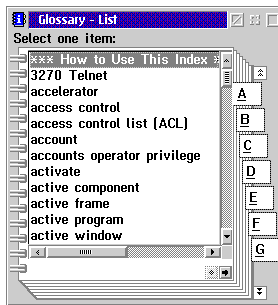 Glossary - List
Select one item:
*** How to Use This Index *
3270 Telnet
accelerator
access control
access control list (ACL)
account
accounts operator privilege
activate
active component
active frame
active program
active window
A
B
C
D
E
F
G